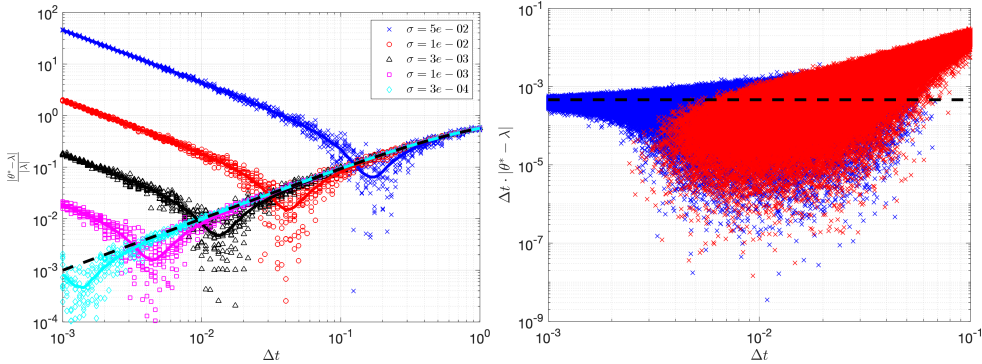 10^2
10^1
10^0
10^-1
10^-2
10^-3
10^-4
|θ* − λ|
|λ|
σ = 5e − 02
σ = 1e − 02
σ = 3e − 03
σ = 1e − 03
σ = 3e − 04
10^-3
10^-2
10^-1
10^0
Δt
10^-1
10^-3
10^-5
10^-7
10^-9
Δt · |θ* − λ|
10^-3
10^-2
10^-1
Δt